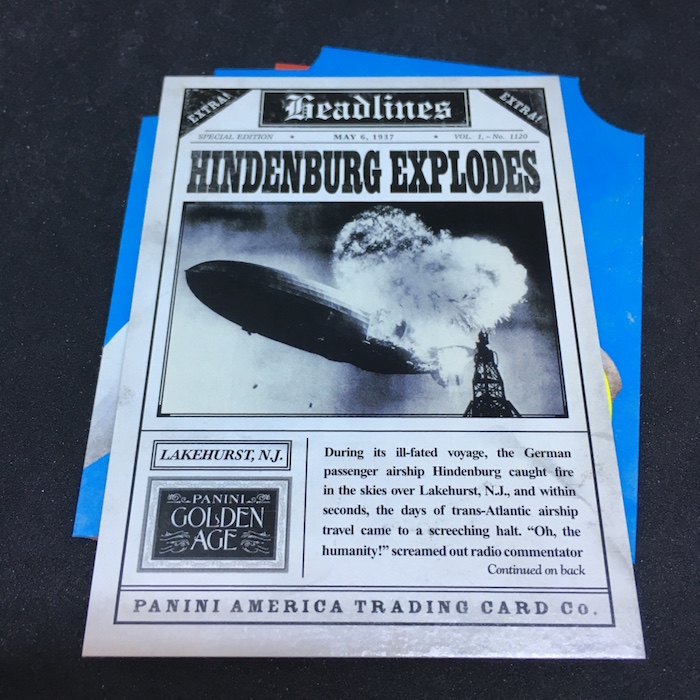 EXTRA!
Headlines
EXTRA!
SPECIAL EDITION • MAY 6, 1937 • VOL. 1, – No. 1120
HINDENBURG EXPLODES
LAKEHURST, N.J.
PANINI
GOLDEN
AGE
During its ill-fated voyage, the German
passenger airship Hindenburg caught fire
in the skies over Lakehurst, N.J., and within
seconds, the days of trans-Atlantic airship
travel came to a screeching halt. “Oh, the
humanity!” screamed out radio commentator
Continued on back
PANINI AMERICA TRADING CARD Co.